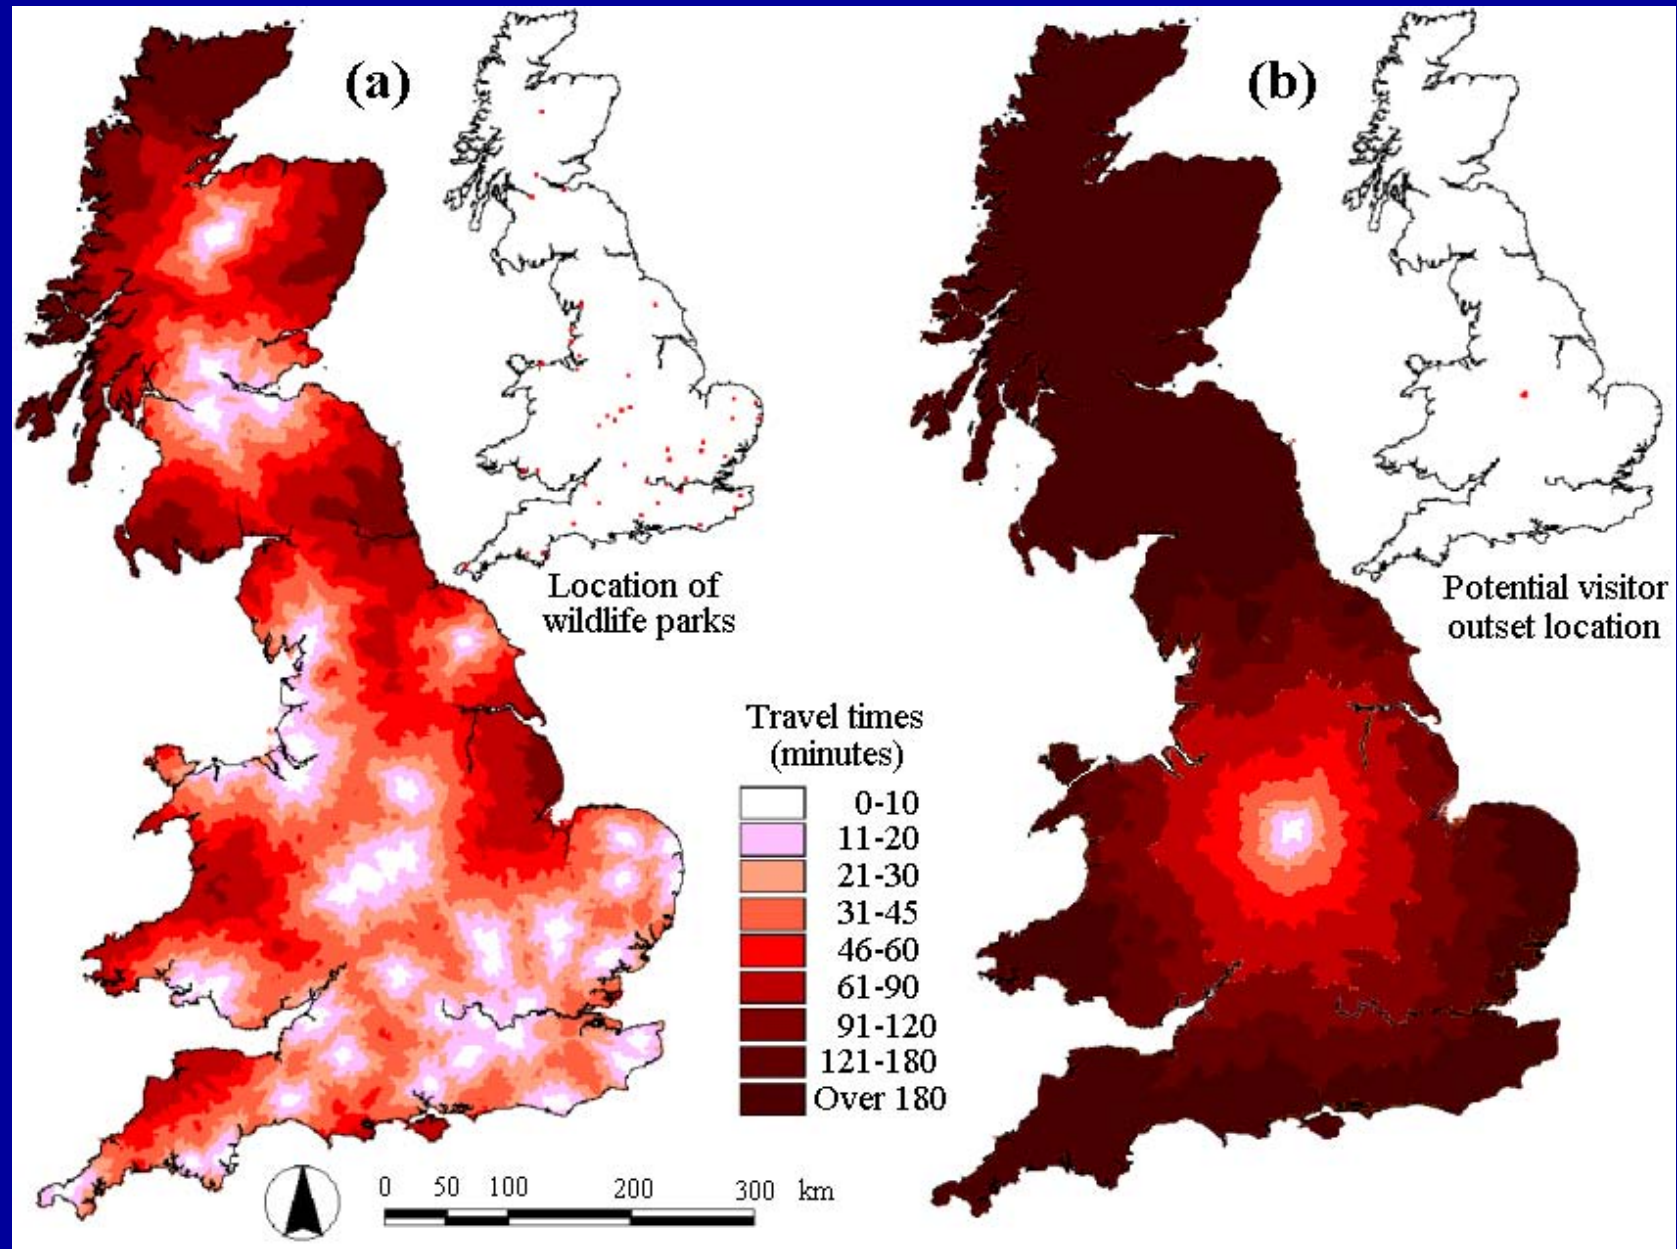 (a)
Location of
wildlife parks
(b)
Potential visitor
outset location
Travel times
(minutes)
0-10
11-20
21-30
31-45
46-60
61-90
91-120
121-180
Over 180
0 50 100 200 300 km